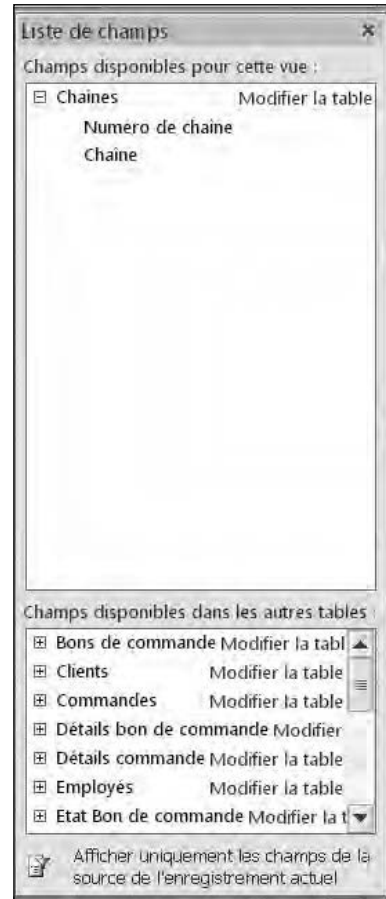 Liste de champs
Champs disponibles pour cette vue :
Chaines Modifier la table
Numéro de chaîne
Chaîne
Champs disponibles dans les autres tables :
Bons de commande Modifier la tabl
Clients Modifier la table
Commandes Modifier la table
Détails bon de commande Modifier
Détails commande Modifier la table
Employés Modifier la table
Etat Bon de commande Modifier la t
Afficher uniquement les champs de la
source de l'enregistrement actuel